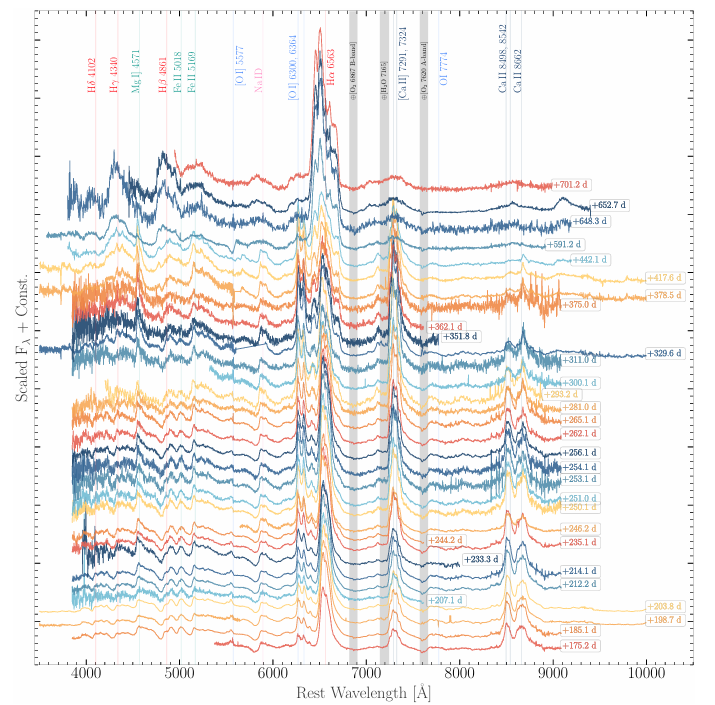 Hδ 4102
Hγ 4340
Mg I] 4571
Hβ 4861
Fe II 5018
Fe II 5169
[O I] 5577
Na ID
[O I] 6300, 6364
Hα 6563
⊕[O₂ 6867 B-band]
⊕[H₂O 7165]
[Ca II] 7291, 7324
⊕[O₂ 7620 A-band]
O I 7774
Ca II 8498, 8542
Ca II 8662
+701.2 d
+652.7 d
+648.3 d
+591.2 d
+442.1 d
+417.6 d
+378.5 d
+375.0 d
+362.1 d
+351.8 d
+329.6 d
+311.0 d
+300.1 d
+283.2 d
+281.0 d
+265.1 d
+262.1 d
+256.1 d
+254.1 d
+253.1 d
+251.0 d
+250.1 d
+246.2 d
+244.2 d
+235.1 d
+233.3 d
+214.1 d
+212.2 d
+207.1 d
+203.8 d
+198.7 d
+185.1 d
+175.2 d
Scaled F_λ + Const.
4000 5000 6000 7000 8000 9000 10000
Rest Wavelength [Å]